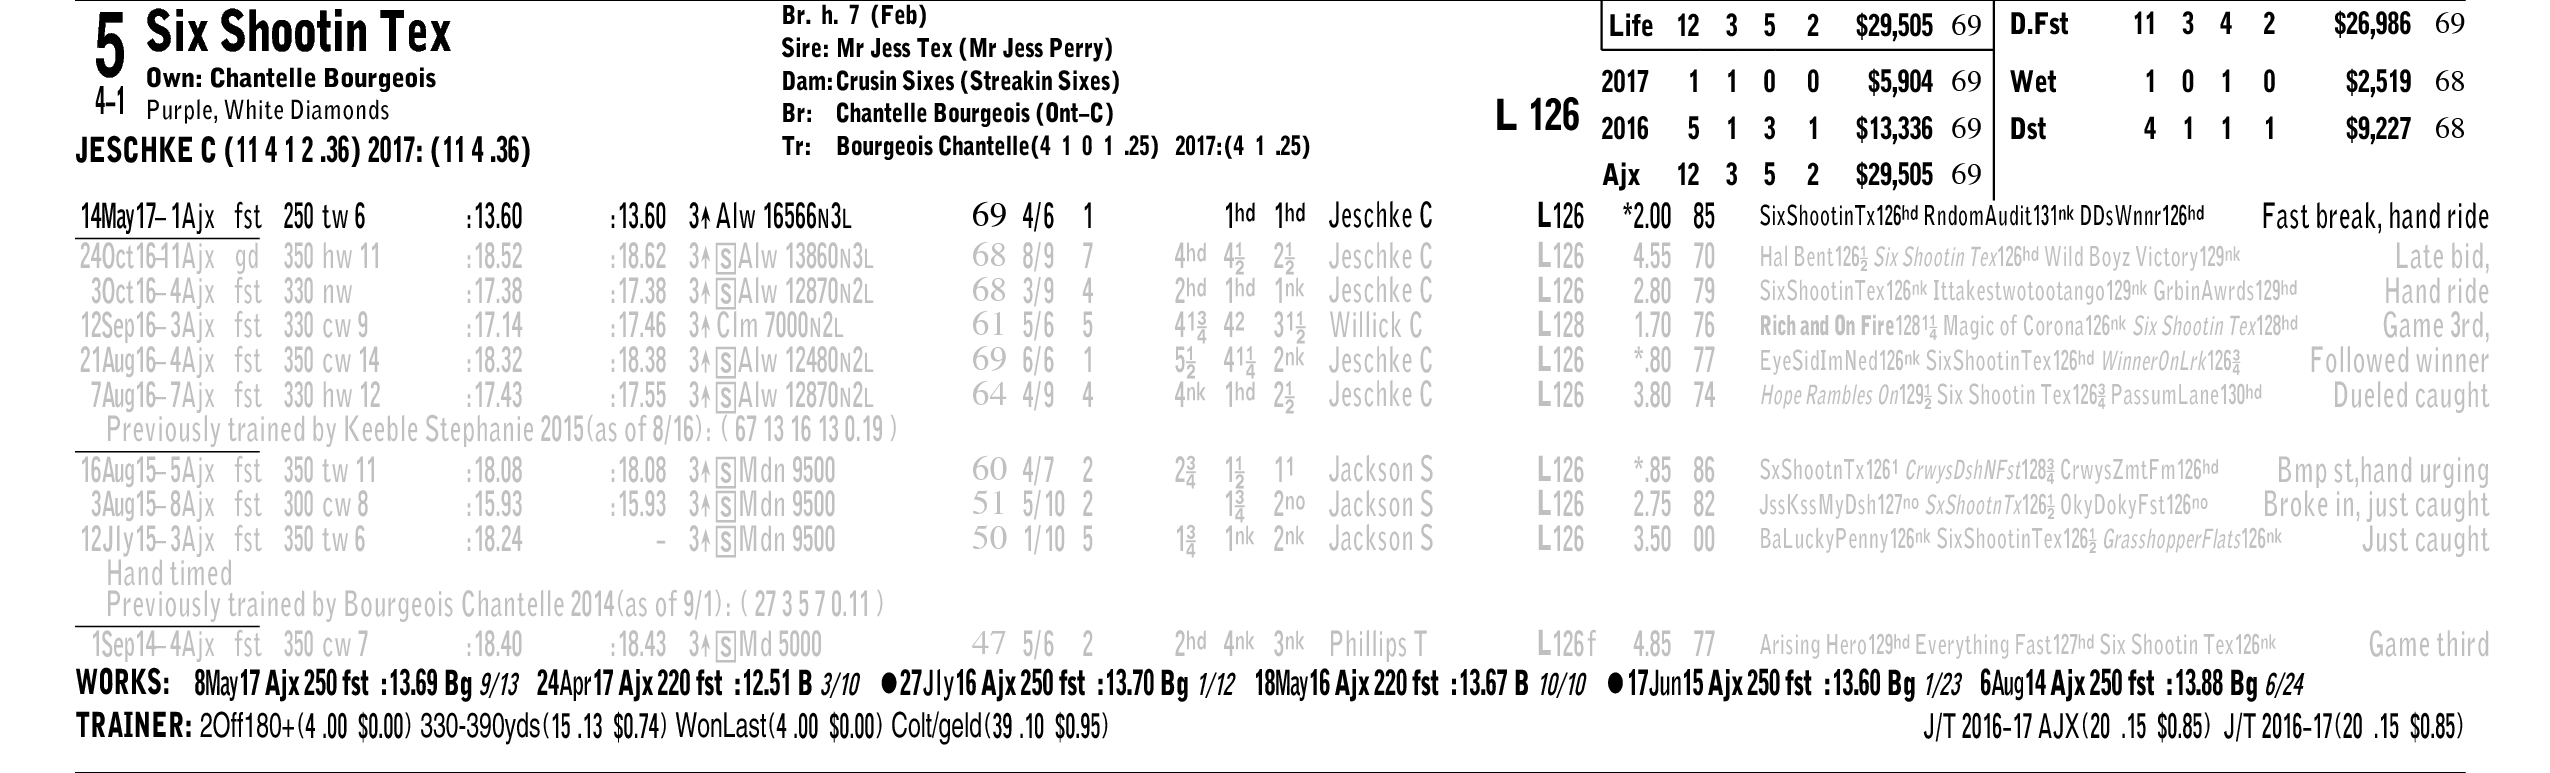 5 Six Shootin Tex
Own: Chantelle Bourgeois
4–1 Purple, White Diamonds
JESCHKE C (11 4 1 2 .36) 2017: (11 4 .36)
Br. h. 7 (Feb)
Sire: Mr Jess Tex (Mr Jess Perry)
Dam: Crusin Sixes (Streakin Sixes)
Br: Chantelle Bourgeois (Ont–C)
Tr: Bourgeois Chantelle(4 1 0 1 .25) 2017:(4 1 .25)
L 126
Life 12 3 5 2 $29,505 69
2017 1 1 0 0 $5,904 69
2016 5 1 3 1 $13,336 69
Ajx 12 3 5 2 $29,505 69
D.Fst 11 3 4 2 $26,986 69
Wet 1 0 1 0 $2,519 68
Dst 4 1 1 1 $9,227 68
14May17–1Ajx fst 250 tw 6 :13.60 :13.60 3↑ Alw 16566N3L 69 4/6 1 1hd 1hd Jeschke C L126 *2.00 85 SixShootinTx126hd RndomAudit131nk DDsWnnr126hd Fast break, hand ride
24Oct16–11Ajx gd 350 hw 11 :18.52 :18.62 3↑ S Alw 13860N3L 68 8/9 7 4hd 4½ 2½ Jeschke C L126 4.55 70 Hal Bent126½ Six Shootin Tex126hd Wild Boyz Victory129nk Late bid,
3Oct16–4Ajx fst 330 nw :17.38 :17.38 3↑ S Alw 12870N2L 68 3/9 4 2hd 1hd 1nk Jeschke C L126 2.80 79 SixShootinTex126nk Ittakestwotootango129nk GrbinAwrds129hd Hand ride
12Sep16–3Ajx fst 330 cw 9 :17.14 :17.46 3↑ Clm 7000N2L 61 5/6 5 41¾ 42 31½ Willick C L128 1.70 76 Rich and On Fire1281¼ Magic of Corona126nk Six Shootin Tex128hd Game 3rd,
21Aug16–4Ajx fst 350 cw 14 :18.32 :18.38 3↑ S Alw 12480N2L 69 6/6 1 5½ 41¼ 2nk Jeschke C L126 *.80 77 EyeSidImNed126nk SixShootinTex126hd WinnerOnLrk126¾ Followed winner
7Aug16–7Ajx fst 330 hw 12 :17.43 :17.55 3↑ S Alw 12870N2L 64 4/9 4 4nk 1hd 2½ Jeschke C L126 3.80 74 Hope Rambles On129½ Six Shootin Tex126¾ PassumLane130hd Dueled caught
Previously trained by Keeble Stephanie 2015(as of 8/16): ( 67 13 16 13 0.19 )
16Aug15–5Ajx fst 350 tw 11 :18.08 :18.08 3↑ S Mdn 9500 60 4/7 2 2¾ 1½ 11 Jackson S L126 *.85 86 SxShootnTx1261 CrwysDshNFst128¾ CrwysZmtFm126hd Bmp st,hand urging
3Aug15–8Ajx fst 300 cw 8 :15.93 :15.93 3↑ S Mdn 9500 51 5/10 2 1¾ 2no Jackson S L126 2.75 82 JssKssMyDsh127no SxShootnTx126½ OkyDokyFst126no Broke in, just caught
12Jly15–3Ajx fst 350 tw 6 :18.24 – 3↑ S Mdn 9500 50 1/10 5 1¾ 1nk 2nk Jackson S L126 3.50 00 BaLuckyPenny126nk SixShootinTex126½ GrasshopperFlats126nk Just caught
Hand timed
Previously trained by Bourgeois Chantelle 2014(as of 9/1): ( 27 3 5 7 0.11 )
1Sep14–4Ajx fst 350 cw 7 :18.40 :18.43 3↑ S Md 5000 47 5/6 2 2hd 4nk 3nk Phillips T L126f 4.85 77 Arising Hero129hd Everything Fast127hd Six Shootin Tex126nk Game third
WORKS: 8May17 Ajx 250 fst :13.69 Bg 9/13 24Apr17 Ajx 220 fst :12.51 B 3/10 ●27Jly16 Ajx 250 fst :13.70 Bg 1/12 18May16 Ajx 220 fst :13.67 B 10/10 ●17Jun15 Ajx 250 fst :13.60 Bg 1/23 6Aug14 Ajx 250 fst :13.88 Bg 6/24
TRAINER: 2Off180+(4 .00 $0.00) 330-390yds(15 .13 $0.74) WonLast(4 .00 $0.00) Colt/geld(39 .10 $0.95) J/T 2016-17 AJX(20 .15 $0.85) J/T 2016-17(20 .15 $0.85)